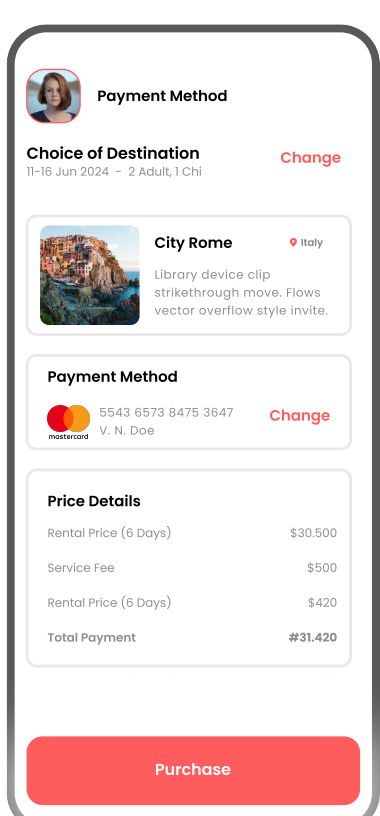 Payment Method
Choice of Destination
11-16 Jun 2024 - 2 Adult, 1 Chi
Change
City Rome
Italy
Library device clip
strikethrough move. Flows
vector overflow style invite.
Payment Method
mastercard
5543 6573 8475 3647
V. N. Doe
Change
Price Details
Rental Price (6 Days) $30.500
Service Fee $500
Rental Price (6 Days) $420
Total Payment #31.420
Purchase